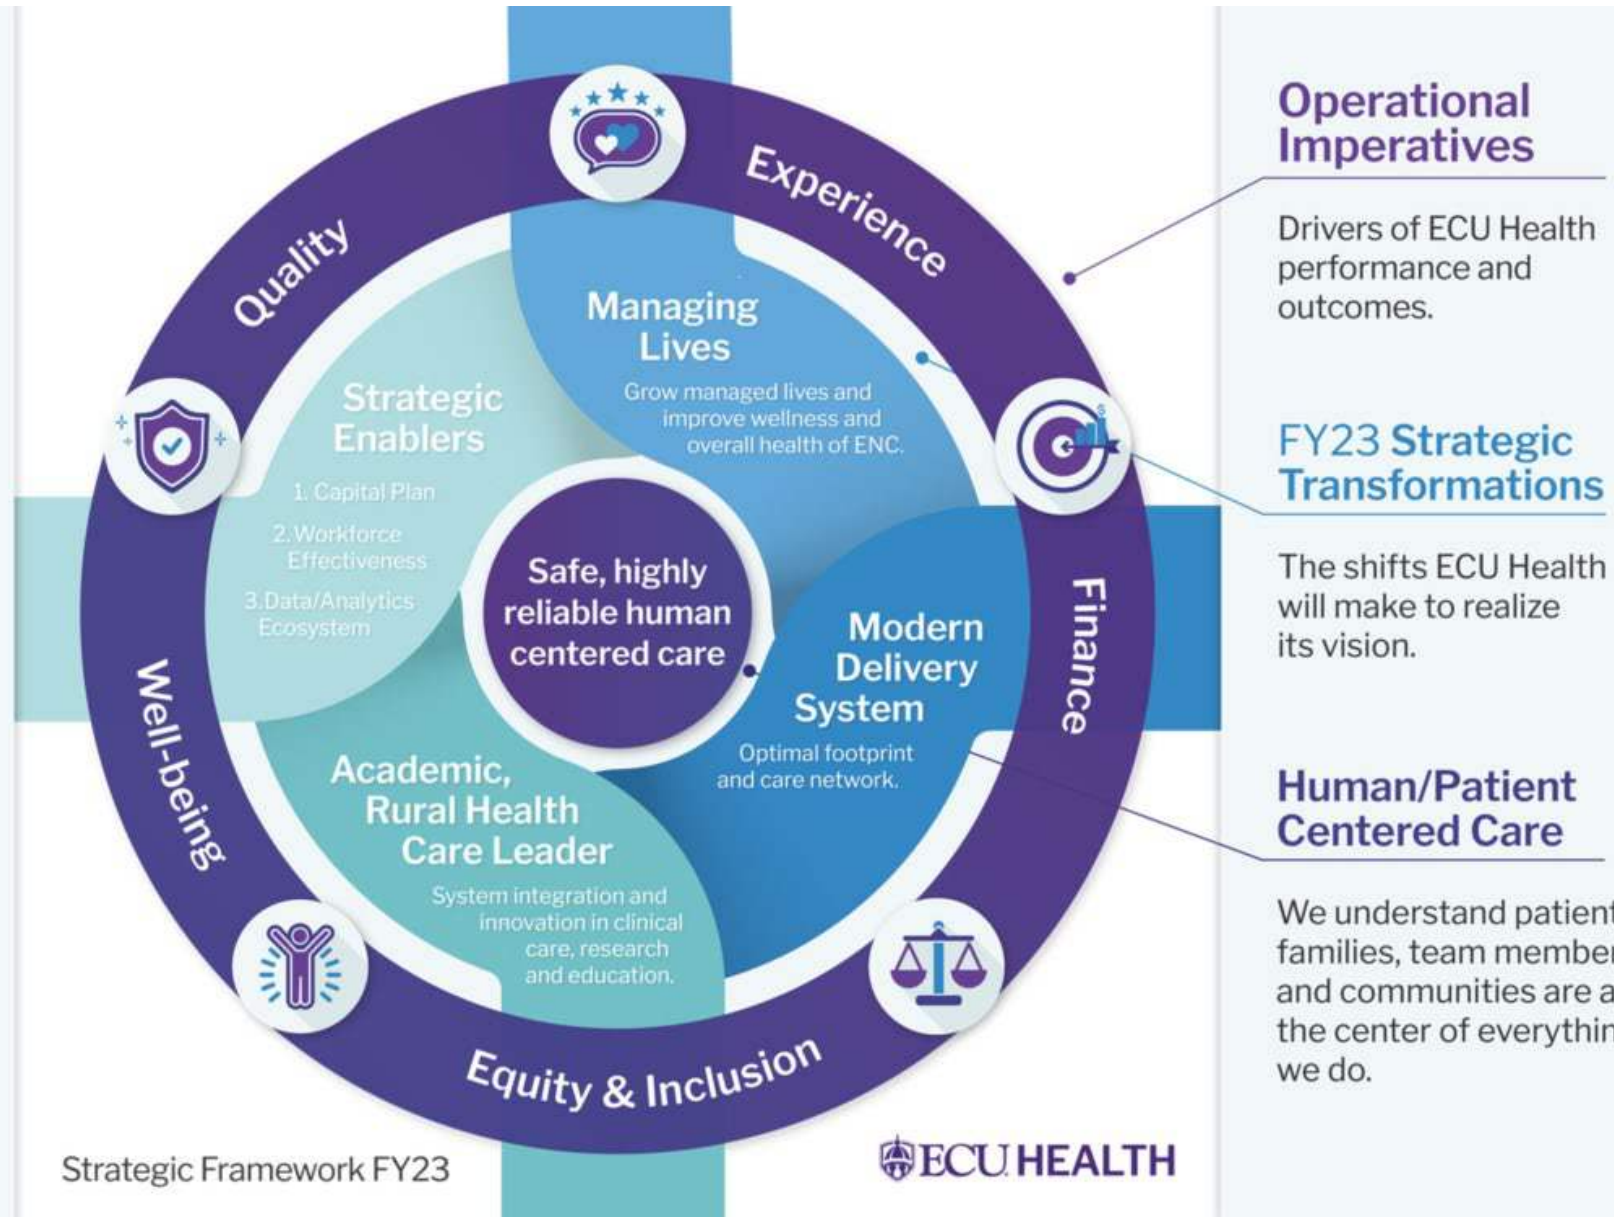 Quality
Experience
Finance
Equity & Inclusion
Well-being
Managing
Lives
Grow managed lives and
improve wellness and
overall health of ENC.
Strategic
Enablers
1. Capital Plan
2. Workforce
Effectiveness
3. Data/Analytics
Ecosystem
Safe, highly
reliable human
centered care
Modern
Delivery
System
Optimal footprint
and care network.
Academic,
Rural Health
Care Leader
System integration and
innovation in clinical
care, research
and education.
Strategic Framework FY23
ECU HEALTH
Operational
Imperatives
Drivers of ECU Health
performance and
outcomes.
FY23 Strategic
Transformations
The shifts ECU Health
will make to realize
its vision.
Human/Patient
Centered Care
We understand patient
families, team member
and communities are a
the center of everythin
we do.